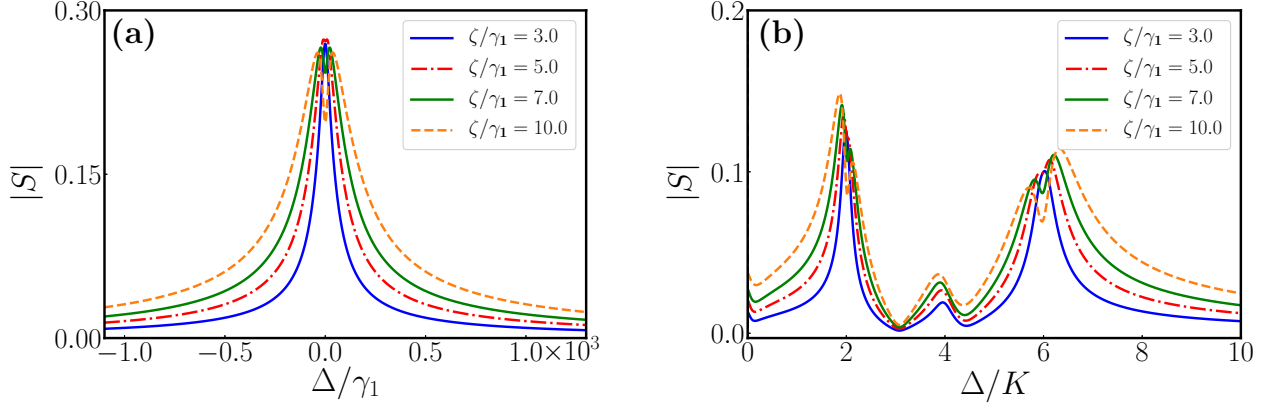 (a)
0.30
0.15
0.00
|S|
ζ/γ₁ = 3.0
ζ/γ₁ = 5.0
ζ/γ₁ = 7.0
ζ/γ₁ = 10.0
−1.0 −0.5 0.0 0.5 1.0×10³
Δ/γ₁
(b)
0.2
0.1
0.0
|S|
ζ/γ₁ = 3.0
ζ/γ₁ = 5.0
ζ/γ₁ = 7.0
ζ/γ₁ = 10.0
0 2 4 6 8 10
Δ/K